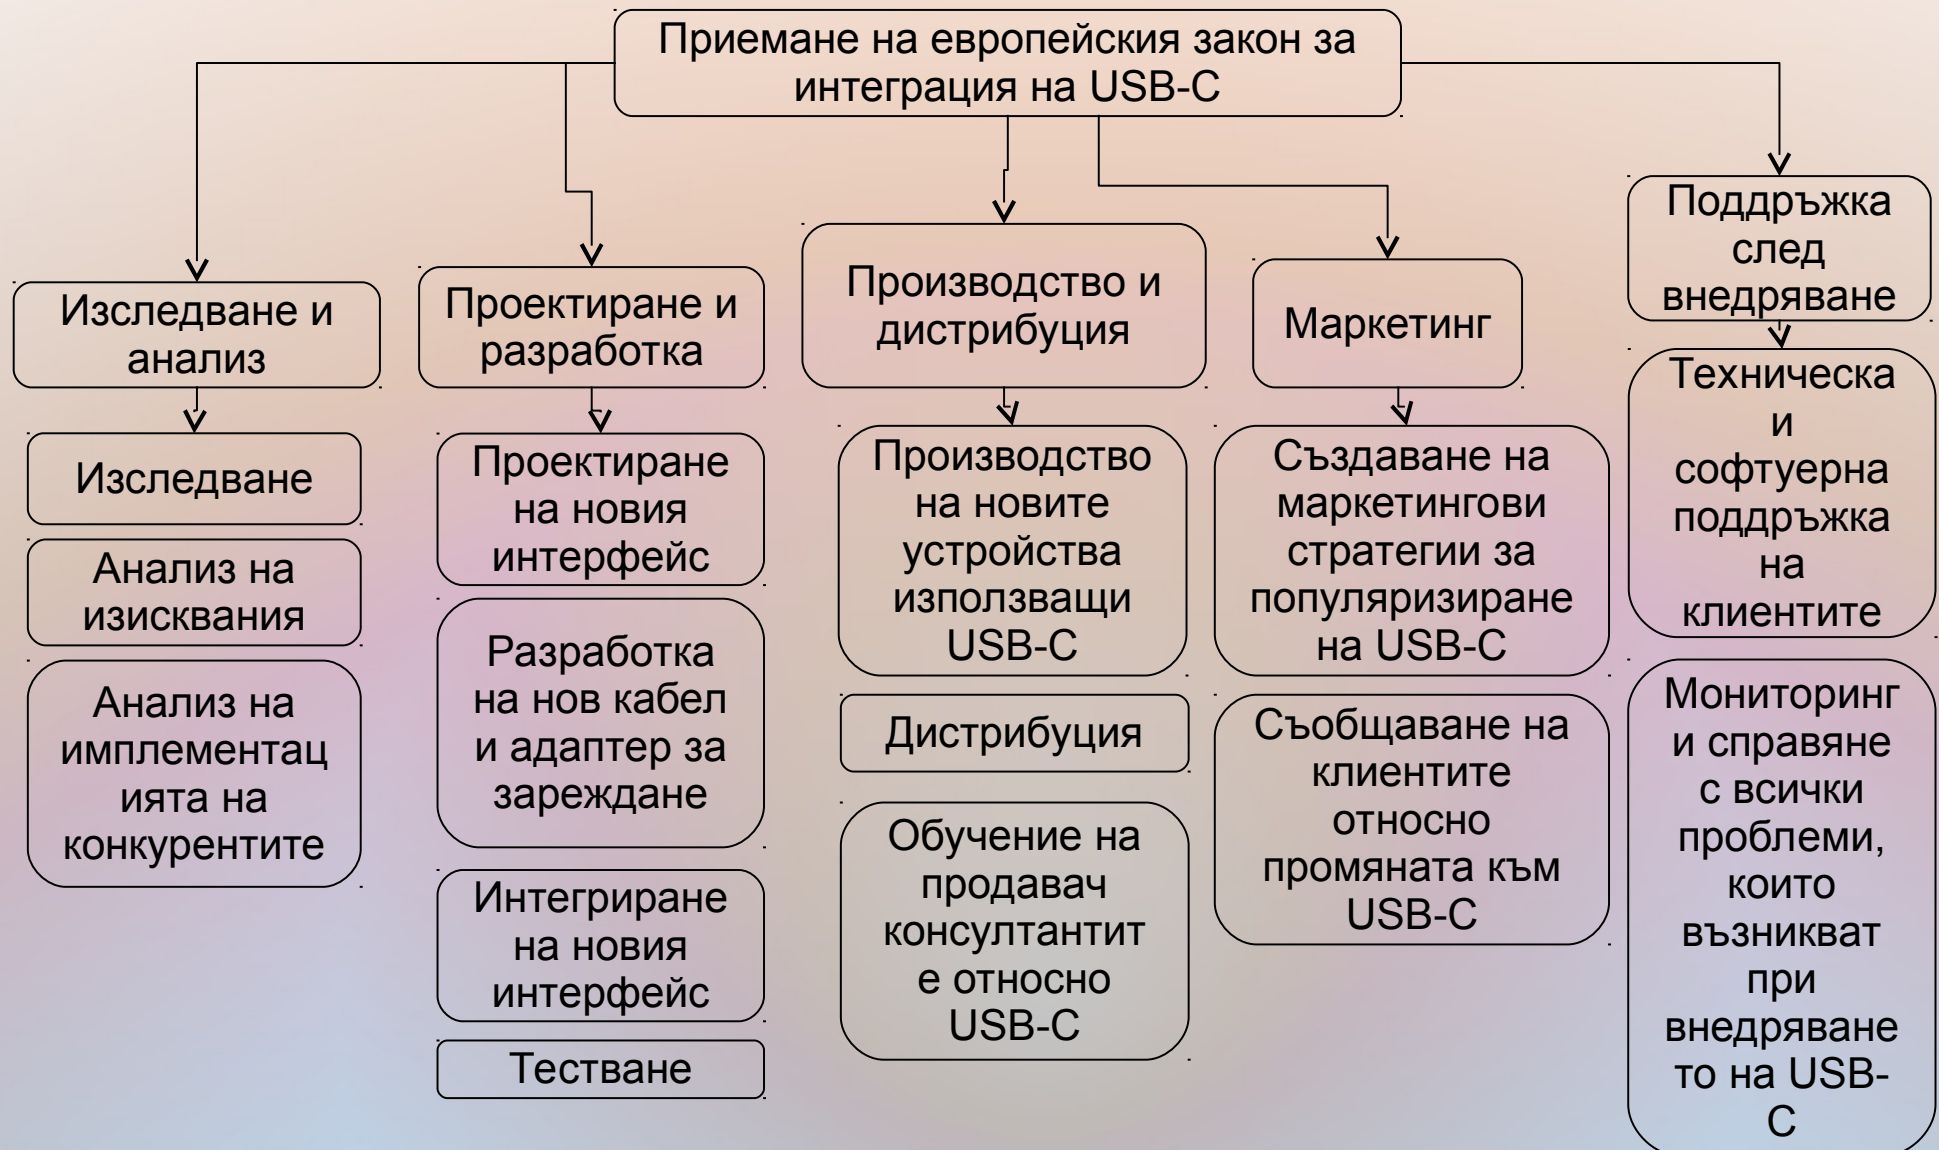 Приемане на европейския закон за
интеграция на USB-C
Изследване и
анализ
Изследване
Анализ на
изисквания
Анализ на
имплементац
ията на
конкурентите
Проектиране и
разработка
Проектиране
на новия
интерфейс
Разработка
на нов кабел
и адаптер за
зареждане
Интегриране
на новия
интерфейс
Тестване
Производство и
дистрибуция
Производство
на новите
устройства
използващи
USB-C
Дистрибуция
Обучение на
продавач
консултантит
е относно
USB-C
Маркетинг
Създаване на
маркетингови
стратегии за
популяризиране
на USB-C
Съобщаване на
клиентите
относно
промяната към
USB-C
Поддръжка
след
внедряване
Техническа
и
софтуерна
поддръжка
на
клиентите
Мониторинг
и справяне
с всички
проблеми,
които
възникват
при
внедряване
то на USB-
C